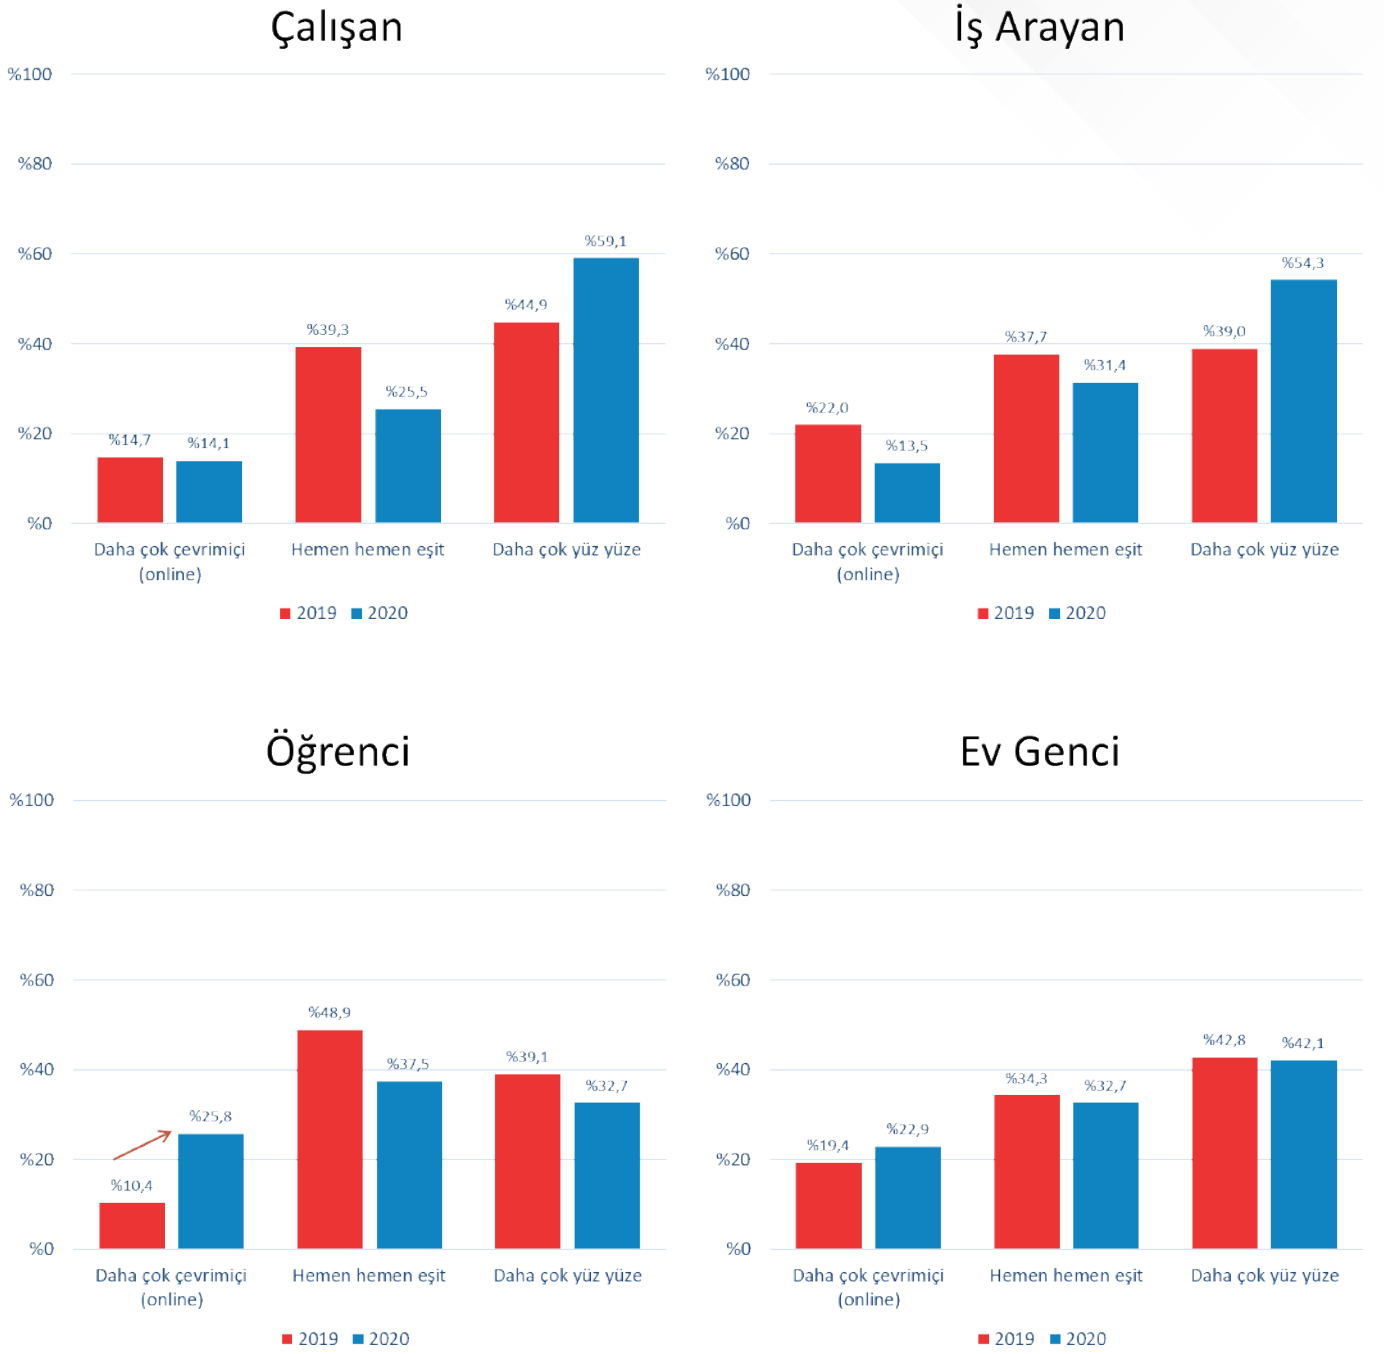 Çalışan
%100
%80
%60
%40
%20
%0
%14,7
%14,1
%39,3
%25,5
%44,9
%59,1
Daha çok çevrimiçi
(online)
Hemen hemen eşit
Daha çok yüz yüze
2019 2020
İş Arayan
%100
%80
%60
%40
%20
%0
%22,0
%13,5
%37,7
%31,4
%39,0
%54,3
Daha çok çevrimiçi
(online)
Hemen hemen eşit
Daha çok yüz yüze
2019 2020
Öğrenci
%100
%80
%60
%40
%20
%0
%10,4
%25,8
%48,9
%37,5
%39,1
%32,7
Daha çok çevrimiçi
(online)
Hemen hemen eşit
Daha çok yüz yüze
2019 2020
Ev Genci
%100
%80
%60
%40
%20
%0
%19,4
%22,9
%34,3
%32,7
%42,8
%42,1
Daha çok çevrimiçi
(online)
Hemen hemen eşit
Daha çok yüz yüze
2019 2020